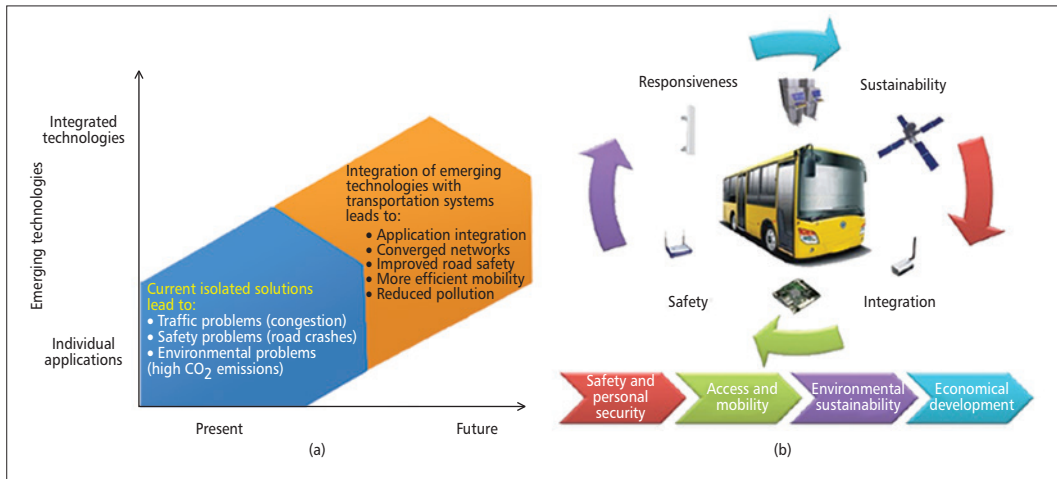 Emerging technologies
Integrated
technologies
Individual
applications
Integration of emerging
technologies with
transportation systems
leads to:
• Application integration
• Converged networks
• Improved road safety
• More efficient mobility
• Reduced pollution
Current isolated solutions
lead to:
• Traffic problems (congestion)
• Safety problems (road crashes)
• Environmental problems
(high CO2 emissions)
Present
Future
(a)
Responsiveness
Sustainability
Safety
Integration
Safety and
personal
security
Access and
mobility
Environmental
sustainability
Economical
development
(b)